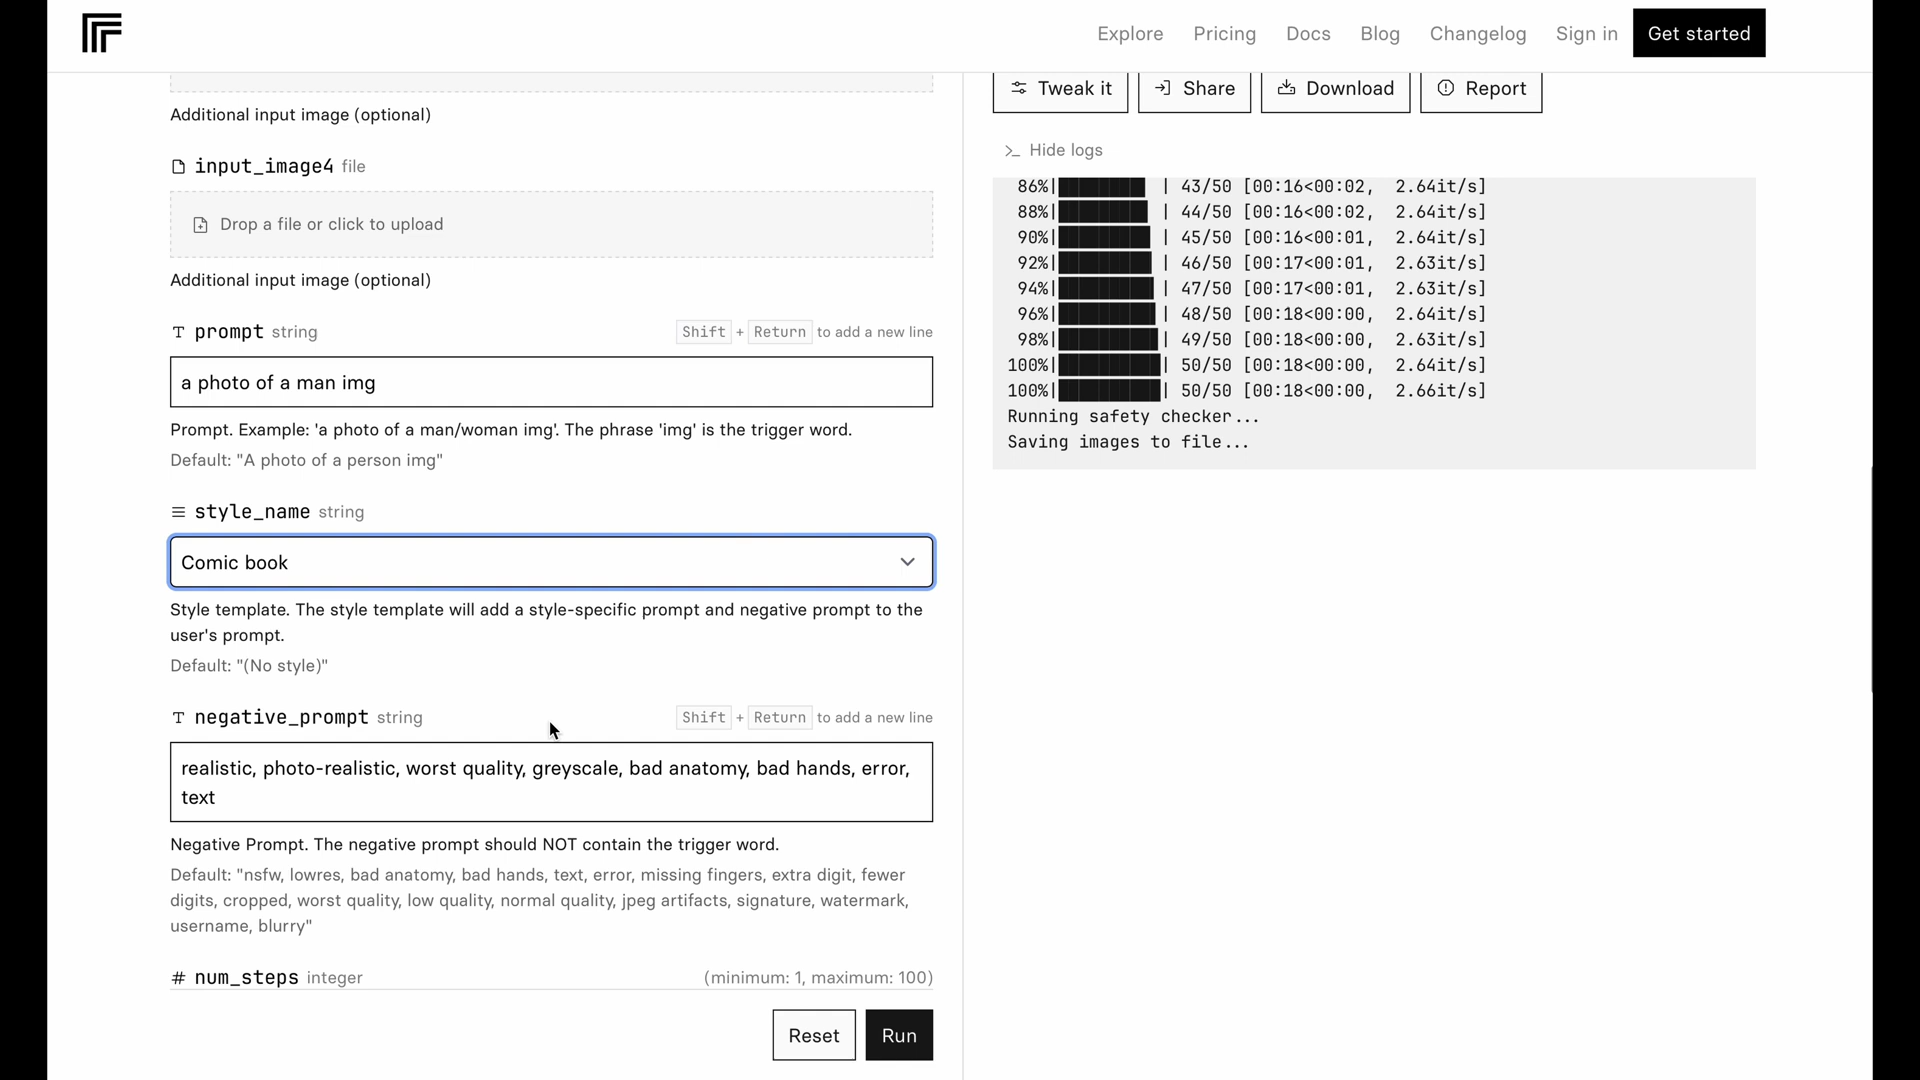 Explore Pricing Docs Blog Changelog Sign in Get started
Additional input image (optional)
input_image4 file
Drop a file or click to upload
Additional input image (optional)
prompt string Shift + Return to add a new line
a photo of a man img
Prompt. Example: 'a photo of a man/woman img'. The phrase 'img' is the trigger word.
Default: "A photo of a person img"
style_name string
Comic book
Style template. The style template will add a style-specific prompt and negative prompt to the
user's prompt.
Default: "(No style)"
negative_prompt string Shift + Return to add a new line
realistic, photo-realistic, worst quality, greyscale, bad anatomy, bad hands, error,
text
Negative Prompt. The negative prompt should NOT contain the trigger word.
Default: "nsfw, lowres, bad anatomy, bad hands, text, error, missing fingers, extra digit, fewer
digits, cropped, worst quality, low quality, normal quality, jpeg artifacts, signature, watermark,
username, blurry"
# num_steps integer (minimum: 1, maximum: 100)
Reset Run
Tweak it Share Download Report
Hide logs
86%|████████ | 43/50 [00:16<00:02, 2.64it/s]
88%|████████ | 44/50 [00:16<00:02, 2.64it/s]
90%|█████████ | 45/50 [00:16<00:01, 2.64it/s]
92%|█████████ | 46/50 [00:17<00:01, 2.63it/s]
94%|█████████ | 47/50 [00:17<00:01, 2.63it/s]
96%|█████████ | 48/50 [00:18<00:00, 2.64it/s]
98%|█████████ | 49/50 [00:18<00:00, 2.63it/s]
100%|██████████| 50/50 [00:18<00:00, 2.64it/s]
100%|██████████| 50/50 [00:18<00:00, 2.66it/s]
Running safety checker...
Saving images to file...